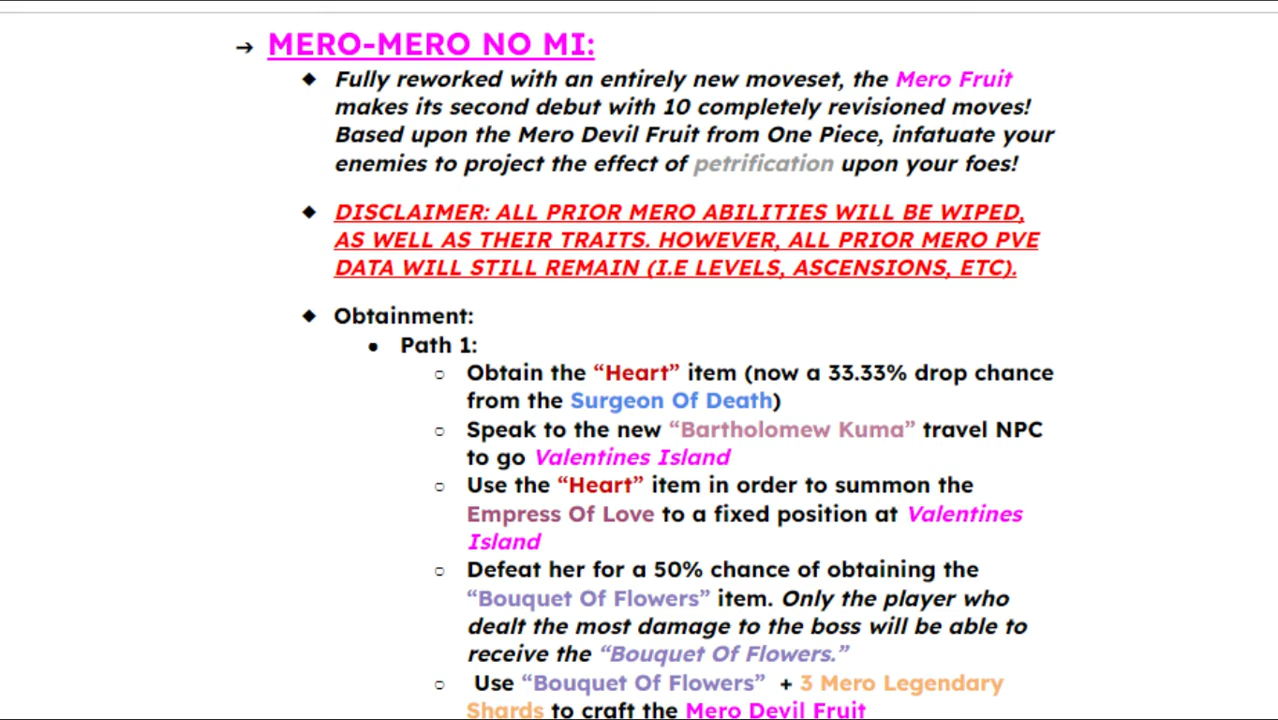 → MERO-MERO NO MI:
◆ Fully reworked with an entirely new moveset, the Mero Fruit
makes its second debut with 10 completely revisioned moves!
Based upon the Mero Devil Fruit from One Piece, infatuate your
enemies to project the effect of petrification upon your foes!
◆ DISCLAIMER: ALL PRIOR MERO ABILITIES WILL BE WIPED,
AS WELL AS THEIR TRAITS. HOWEVER, ALL PRIOR MERO PVE
DATA WILL STILL REMAIN (I.E LEVELS, ASCENSIONS, ETC).
◆ Obtainment:
● Path 1:
○ Obtain the “Heart” item (now a 33.33% drop chance
from the Surgeon Of Death)
○ Speak to the new “Bartholomew Kuma” travel NPC
to go Valentines Island
○ Use the “Heart” item in order to summon the
Empress Of Love to a fixed position at Valentines
Island
○ Defeat her for a 50% chance of obtaining the
“Bouquet Of Flowers” item. Only the player who
dealt the most damage to the boss will be able to
receive the “Bouquet Of Flowers.”
○ Use “Bouquet Of Flowers” + 3 Mero Legendary
Shards to craft the Mero Devil Fruit